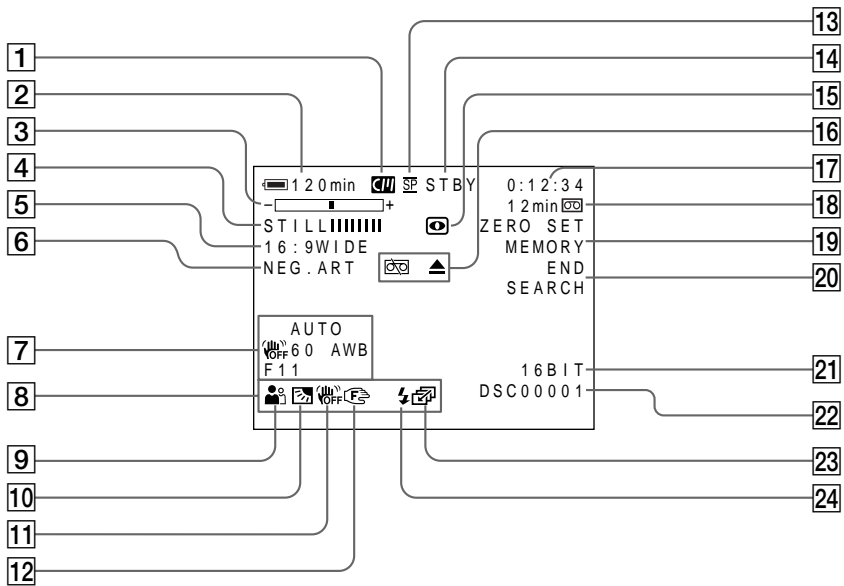 1
2
3
4
5
6
7
8
9
10
11
12
13
14
15
16
17
18
19
20
21
22
23
24
120min SP STBY 0:12:34
− + 12min
STILL ZERO SET
16:9WIDE MEMORY
NEG.ART END
SEARCH
AUTO
OFF 60 AWB
F11 16BIT
OFF F DSC00001